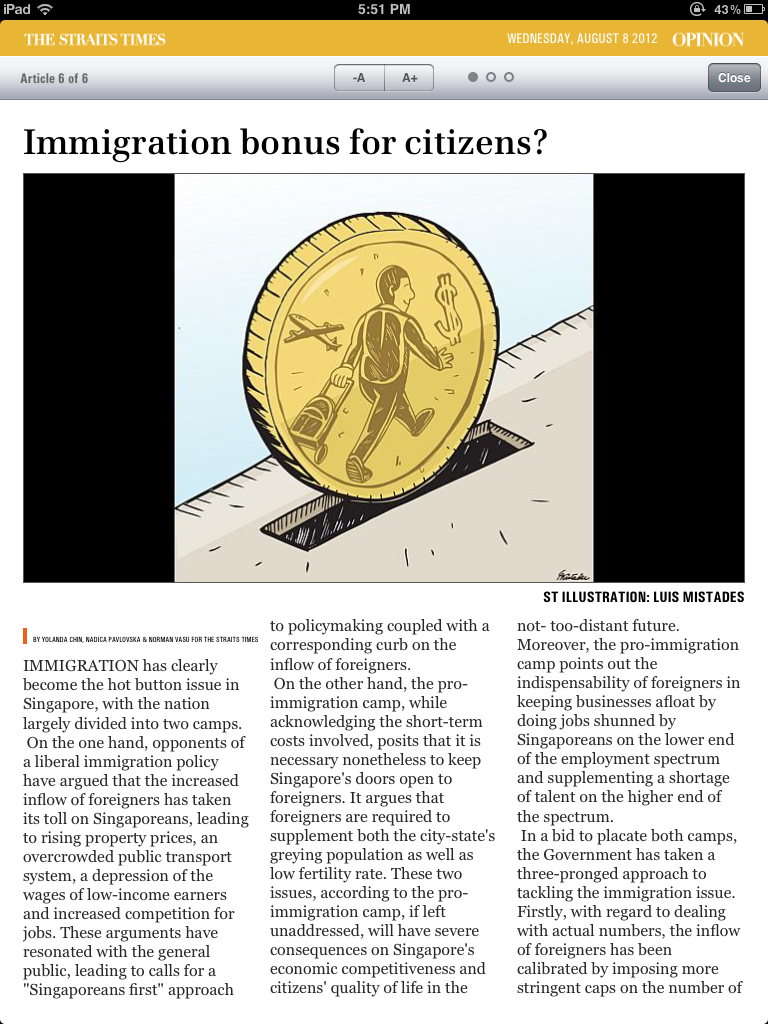 iPad
5:51 PM
43%
THE STRAITS TIMES
WEDNESDAY, AUGUST 8 2012
OPINION
Article 6 of 6
-A
A+
Close
Immigration bonus for citizens?
ST ILLUSTRATION: LUIS MISTADES
BY YOLANDA CHIN, NADICA PAVLOVSKA & NORMAN VASU FOR THE STRAITS TIMES
IMMIGRATION has clearly
become the hot button issue in
Singapore, with the nation
largely divided into two camps.
On the one hand, opponents of
a liberal immigration policy
have argued that the increased
inflow of foreigners has taken
its toll on Singaporeans, leading
to rising property prices, an
overcrowded public transport
system, a depression of the
wages of low-income earners
and increased competition for
jobs. These arguments have
resonated with the general
public, leading to calls for a
"Singaporeans first" approach
to policymaking coupled with a
corresponding curb on the
inflow of foreigners.
On the other hand, the pro-
immigration camp, while
acknowledging the short-term
costs involved, posits that it is
necessary nonetheless to keep
Singapore's doors open to
foreigners. It argues that
foreigners are required to
supplement both the city-state's
greying population as well as
low fertility rate. These two
issues, according to the pro-
immigration camp, if left
unaddressed, will have severe
consequences on Singapore's
economic competitiveness and
citizens' quality of life in the
not- too-distant future.
Moreover, the pro-immigration
camp points out the
indispensability of foreigners in
keeping businesses afloat by
doing jobs shunned by
Singaporeans on the lower end
of the employment spectrum
and supplementing a shortage
of talent on the higher end of
the spectrum.
In a bid to placate both camps,
the Government has taken a
three-pronged approach to
tackling the immigration issue.
Firstly, with regard to dealing
with actual numbers, the inflow
of foreigners has been
calibrated by imposing more
stringent caps on the number of